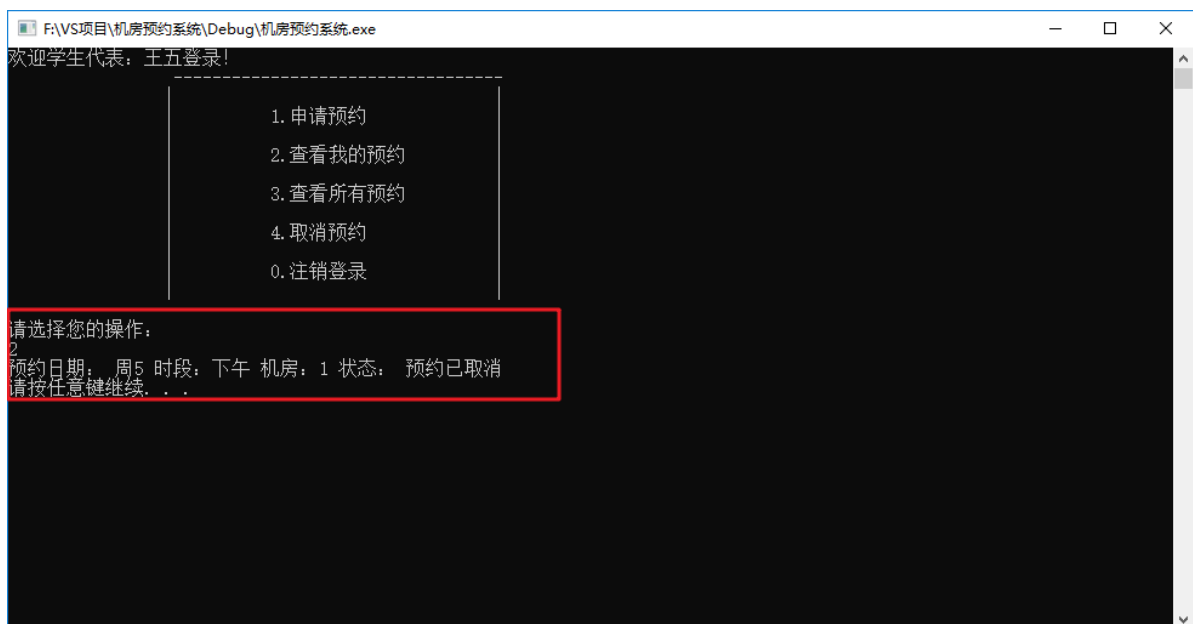 F:\VS项目\机房预约系统\Debug\机房预约系统.exe
欢迎学生代表：王五登录!
----------------------------------
1.申请预约
2.查看我的预约
3.查看所有预约
4.取消预约
0.注销登录
请选择您的操作：
2
预约日期： 周5 时段：下午 机房：1 状态： 预约已取消
请按任意键继续. . .